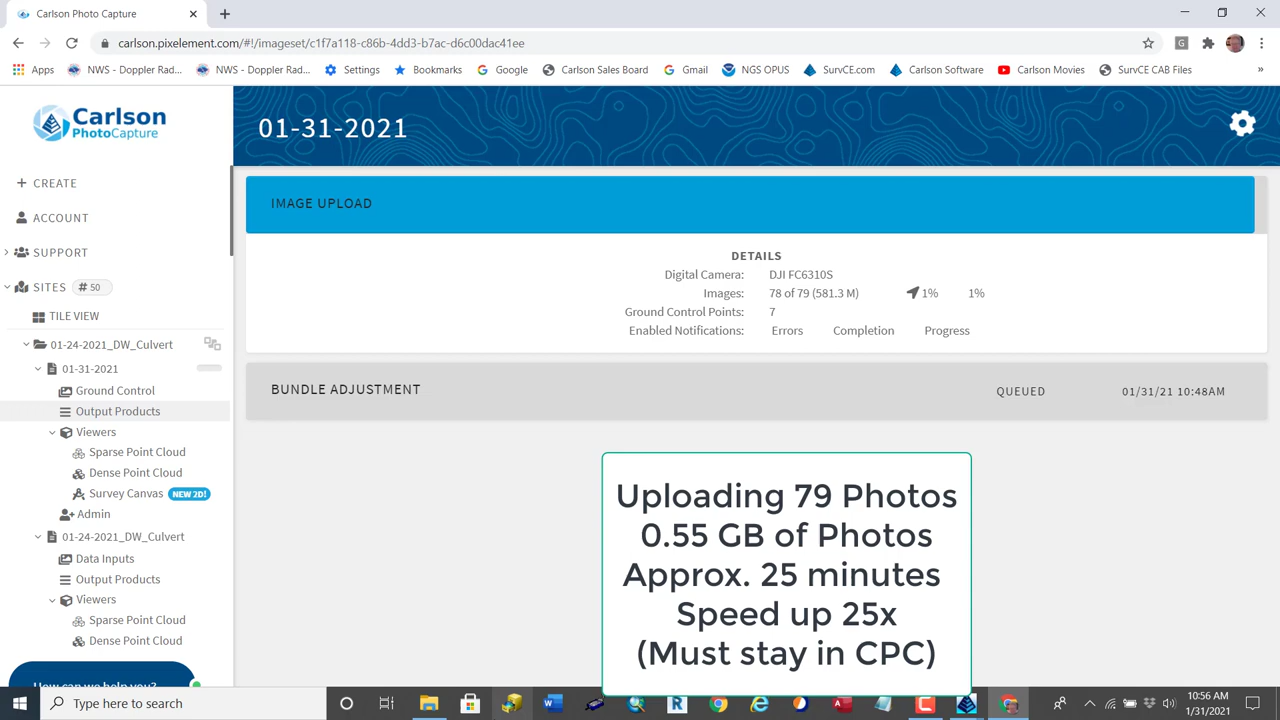 Carlson Photo Capture
carlson.pixelement.com/#!/imageset/c1f7a118-c86b-4dd3-b7ac-d6c00dac41ee
G
Apps
NWS - Doppler Rad...
NWS - Doppler Rad...
Settings
Bookmarks
Google
Carlson Sales Board
Gmail
NGS OPUS
SurvCE.com
Carlson Software
Carlson Movies
SurvCE CAB Files
»
Carlson
PhotoCapture
01-31-2021
CREATE
ACCOUNT
SUPPORT
SITES # 50
TILE VIEW
01-24-2021_DW_Culvert
01-31-2021
Ground Control
Output Products
Viewers
Sparse Point Cloud
Dense Point Cloud
Survey Canvas NEW 2D!
Admin
01-24-2021_DW_Culvert
Data Inputs
Output Products
Viewers
Sparse Point Cloud
Dense Point Cloud
How can we help you?
IMAGE UPLOAD
DETAILS
Digital Camera: DJI FC6310S
Images: 78 of 79 (581.3 M) 1% 1%
Ground Control Points: 7
Enabled Notifications: Errors Completion Progress
BUNDLE ADJUSTMENT QUEUED 01/31/21 10:48AM
Uploading 79 Photos
0.55 GB of Photos
Approx. 25 minutes
Speed up 25x
(Must stay in CPC)
Type here to search
10:56 AM
1/31/2021